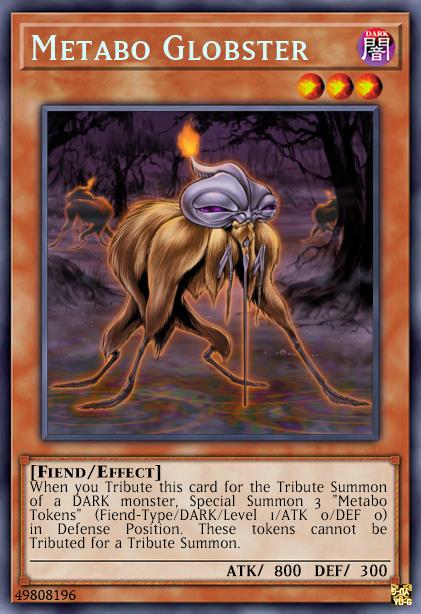 METABO GLOBSTER
DARK
闇
[FIEND/EFFECT]
When you Tribute this card for the Tribute Summon
of a DARK monster, Special Summon 3 "Metabo
Tokens" (Fiend-Type/DARK/Level 1/ATK 0/DEF 0)
in Defense Position. These tokens cannot be
Tributed for a Tribute Summon.
ATK/ 800 DEF/ 300
49808196